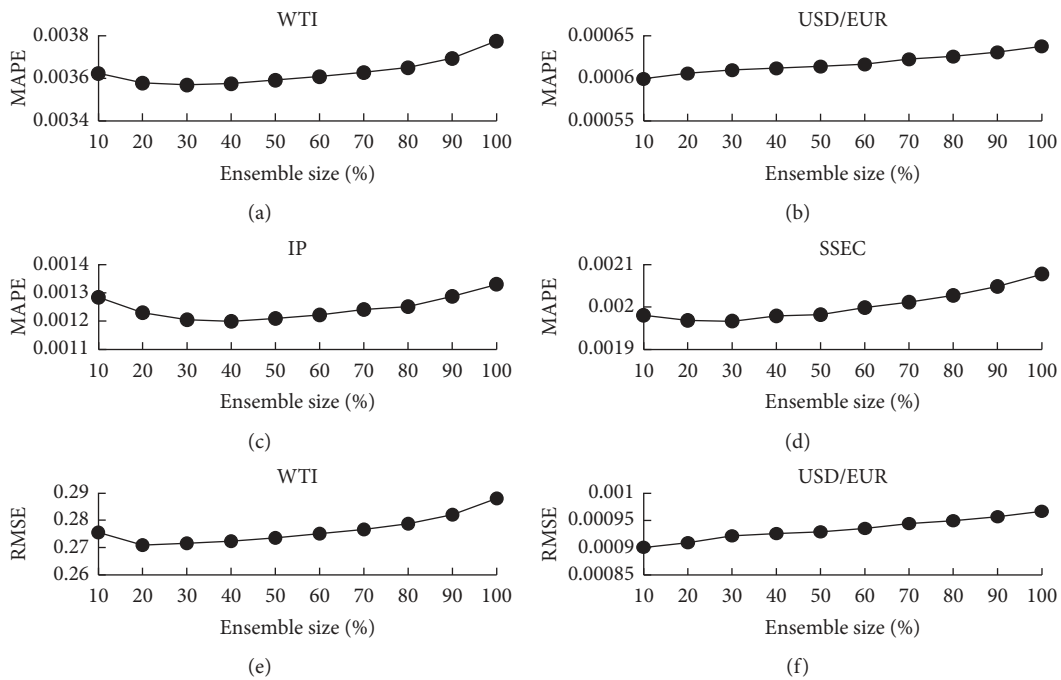 WTI
MAPE
0.0038
0.0036
0.0034
10 20 30 40 50 60 70 80 90 100
Ensemble size (%)
(a)
USD/EUR
MAPE
0.00065
0.0006
0.00055
10 20 30 40 50 60 70 80 90 100
Ensemble size (%)
(b)
IP
MAPE
0.0014
0.0013
0.0012
0.0011
10 20 30 40 50 60 70 80 90 100
Ensemble size (%)
(c)
SSEC
MAPE
0.0021
0.002
0.0019
10 20 30 40 50 60 70 80 90 100
Ensemble size (%)
(d)
WTI
RMSE
0.29
0.28
0.27
0.26
10 20 30 40 50 60 70 80 90 100
Ensemble size (%)
(e)
USD/EUR
RMSE
0.001
0.00095
0.0009
0.00085
10 20 30 40 50 60 70 80 90 100
Ensemble size (%)
(f)